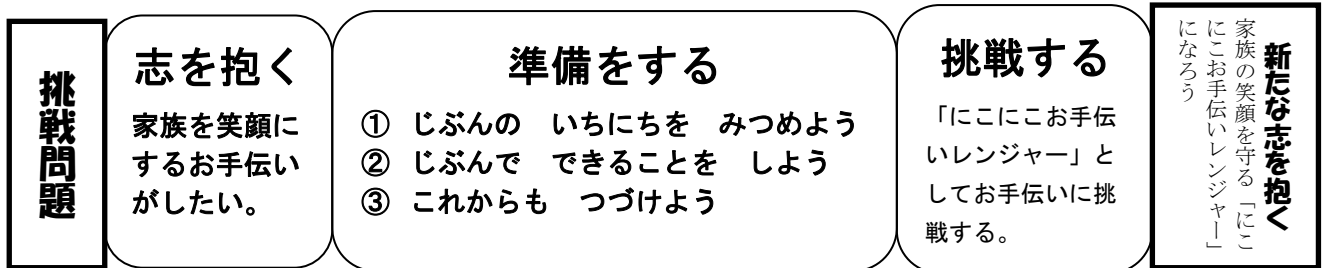 挑戦問題
志を抱く
家族を笑顔に
するお手伝い
がしたい。
準備をする
① じぶんの　いちにちを　みつめよう
② じぶんで　できることを　しよう
③ これからも　つづけよう
挑戦する
「にこにこお手伝
いレンジャー」と
してお手伝いに挑
戦する。
新たな志を抱く
家族の笑顔を守る「にこ
にこお手伝いレンジャー」
になろう